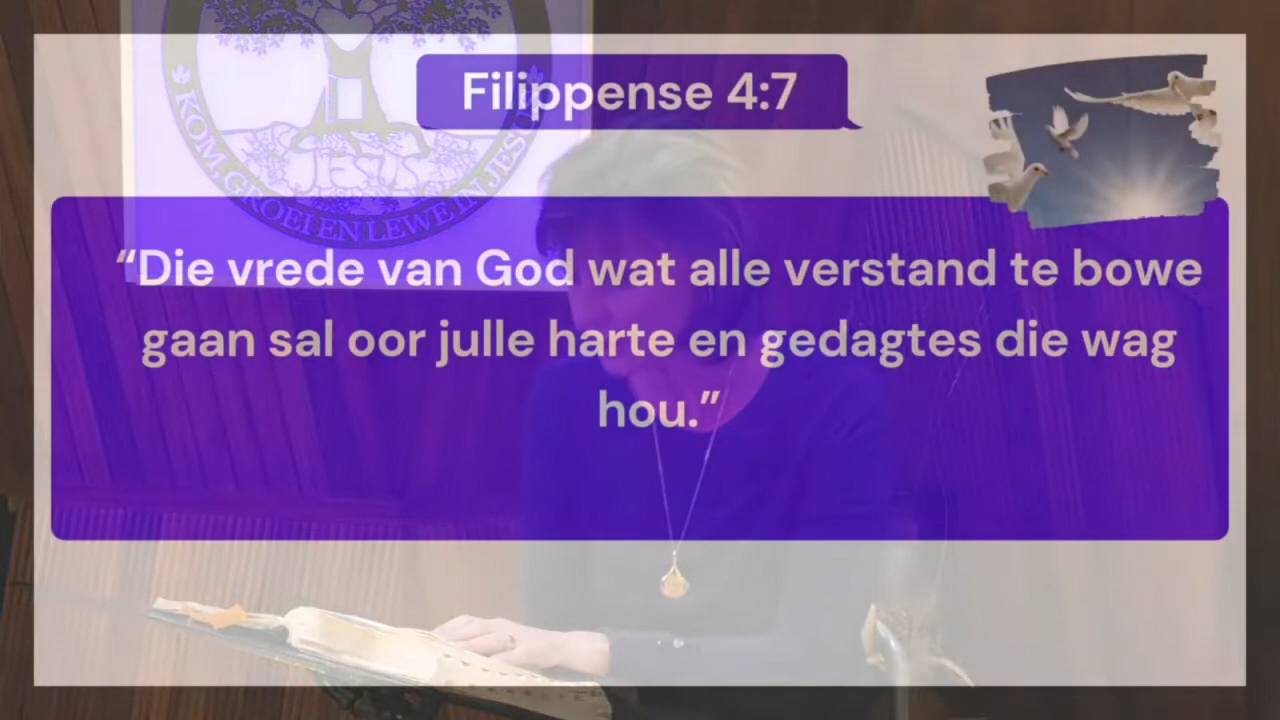 Filippense 4:7
“Die vrede van God wat alle verstand te bowe
gaan sal oor julle harte en gedagtes die wag
hou.”
JESUS
KOM, GROEI EN LEWE IN JESUS